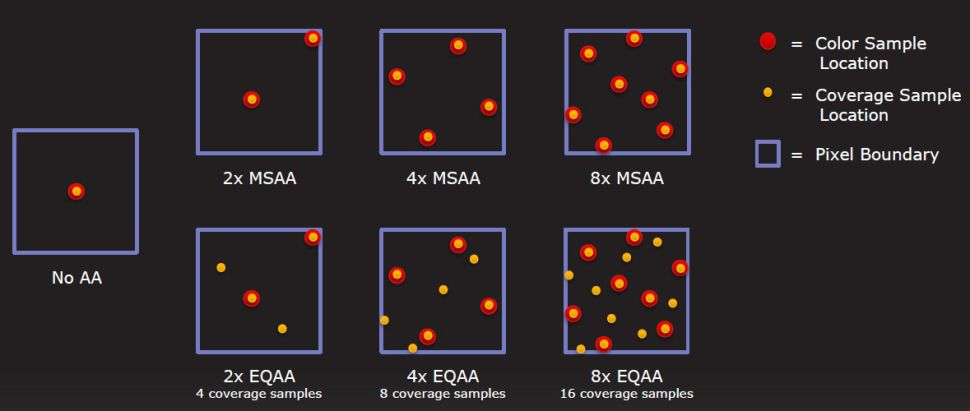 = Color Sample
Location
= Coverage Sample
Location
= Pixel Boundary
No AA
2x MSAA
4x MSAA
8x MSAA
2x EQAA
4 coverage samples
4x EQAA
8 coverage samples
8x EQAA
16 coverage samples